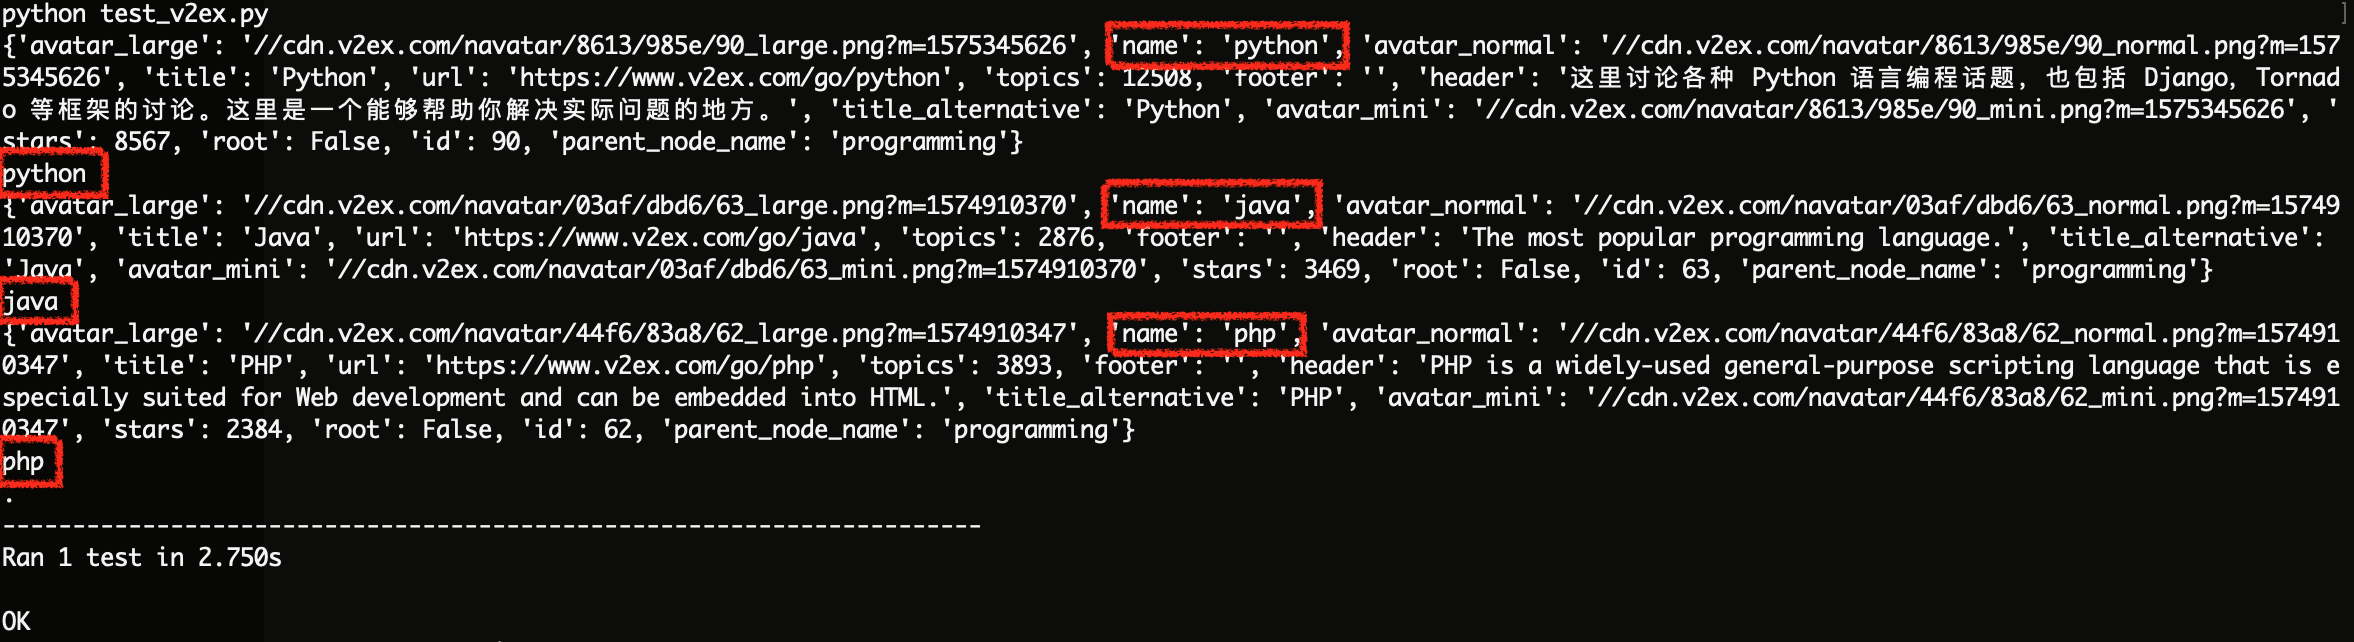 python test_v2ex.py
{'avatar_large': '//cdn.v2ex.com/navatar/8613/985e/90_large.png?m=1575345626', 'name': 'python', 'avatar_normal': '//cdn.v2ex.com/navatar/8613/985e/90_normal.png?m=157
5345626', 'title': 'Python', 'url': 'https://www.v2ex.com/go/python', 'topics': 12508, 'footer': '', 'header': '这里讨论各种 Python 语言编程话题，也包括 Django，Tornad
o 等框架的讨论。这里是一个能够帮助你解决实际问题的地方。', 'title_alternative': 'Python', 'avatar_mini': '//cdn.v2ex.com/navatar/8613/985e/90_mini.png?m=1575345626', '
stars': 8567, 'root': False, 'id': 90, 'parent_node_name': 'programming'}
python
{'avatar_large': '//cdn.v2ex.com/navatar/03af/dbd6/63_large.png?m=1574910370', 'name': 'java', 'avatar_normal': '//cdn.v2ex.com/navatar/03af/dbd6/63_normal.png?m=15749
10370', 'title': 'Java', 'url': 'https://www.v2ex.com/go/java', 'topics': 2876, 'footer': '', 'header': 'The most popular programming language.', 'title_alternative':
'Java', 'avatar_mini': '//cdn.v2ex.com/navatar/03af/dbd6/63_mini.png?m=1574910370', 'stars': 3469, 'root': False, 'id': 63, 'parent_node_name': 'programming'}
java
{'avatar_large': '//cdn.v2ex.com/navatar/44f6/83a8/62_large.png?m=1574910347', 'name': 'php', 'avatar_normal': '//cdn.v2ex.com/navatar/44f6/83a8/62_normal.png?m=157491
0347', 'title': 'PHP', 'url': 'https://www.v2ex.com/go/php', 'topics': 3893, 'footer': '', 'header': 'PHP is a widely-used general-purpose scripting language that is e
specially suited for Web development and can be embedded into HTML.', 'title_alternative': 'PHP', 'avatar_mini': '//cdn.v2ex.com/navatar/44f6/83a8/62_mini.png?m=157491
0347', 'stars': 2384, 'root': False, 'id': 62, 'parent_node_name': 'programming'}
php
.
----------------------------------------------------------------------
Ran 1 test in 2.750s
OK